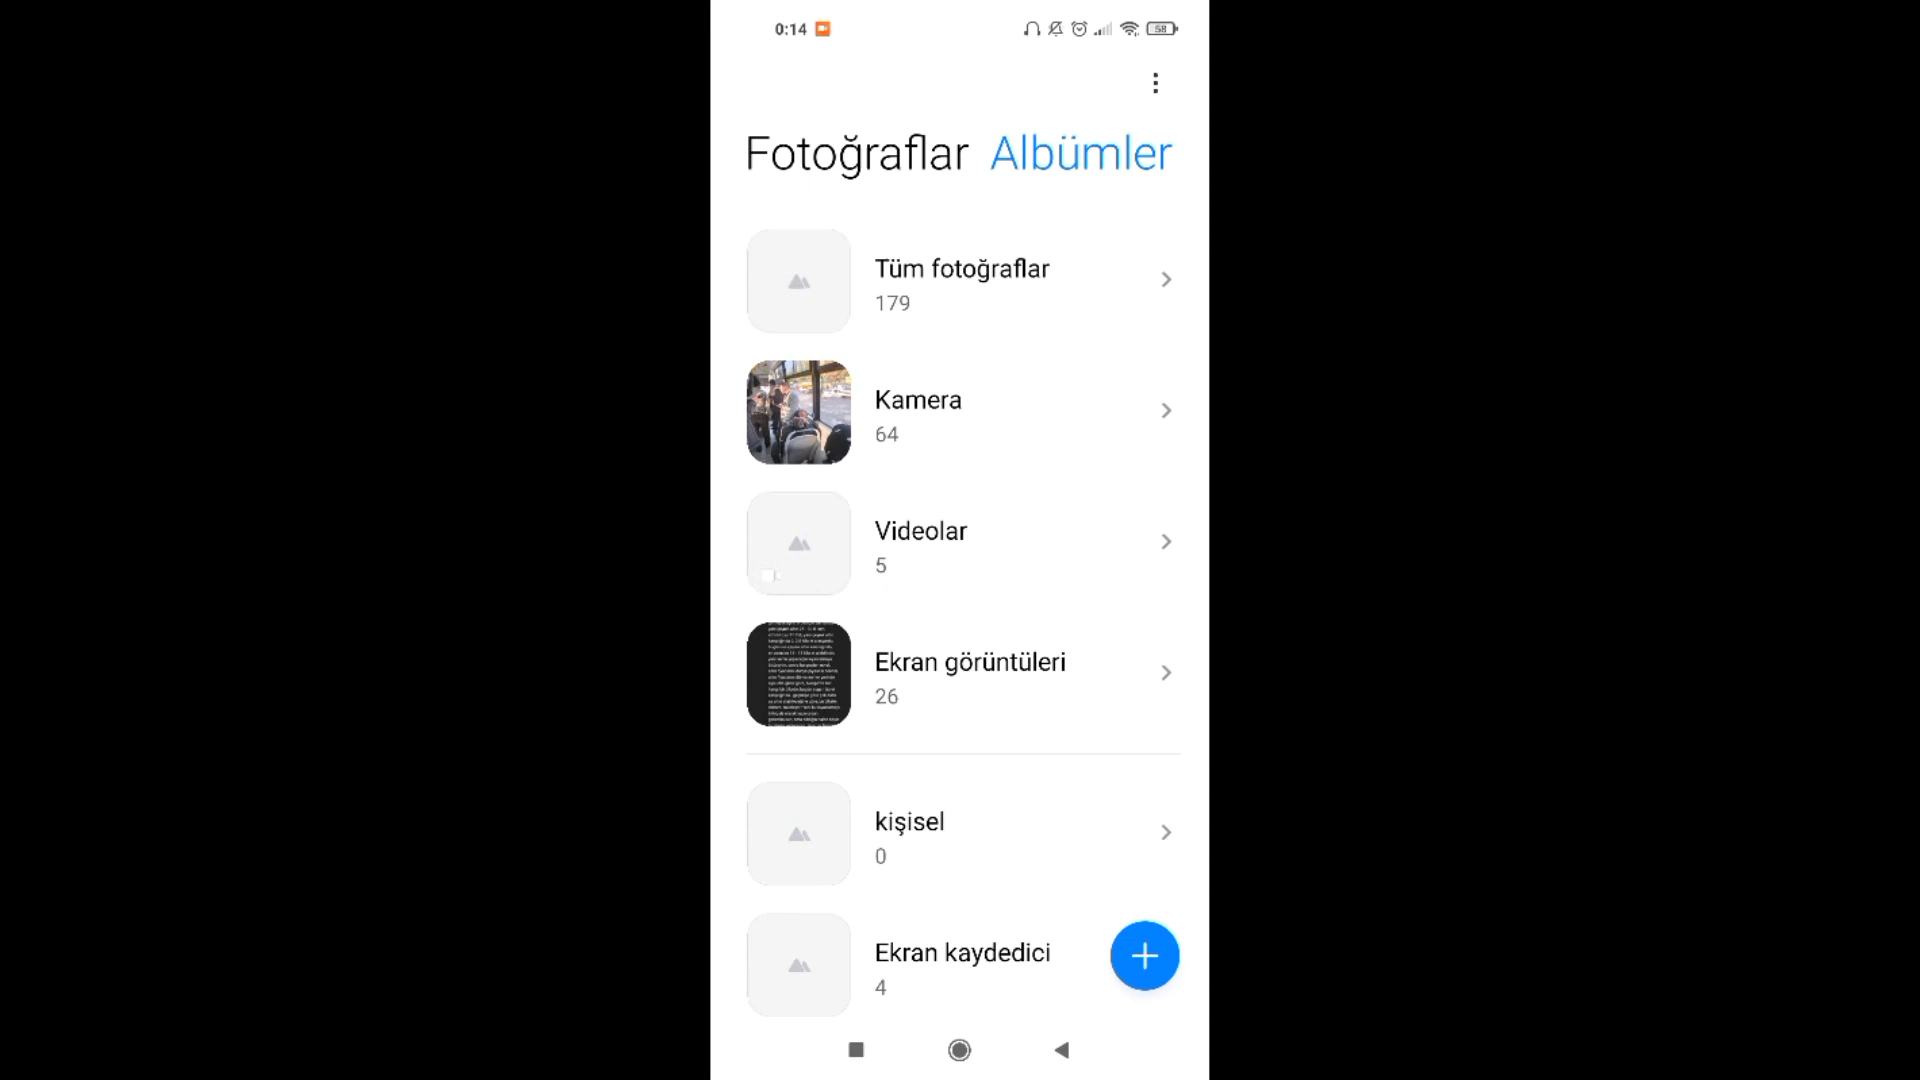 0:14
58
Fotoğraflar Albümler
Tüm fotoğraflar
179
Kamera
64
Videolar
5
Ekran görüntüleri
26
kişisel
0
Ekran kaydedici
4